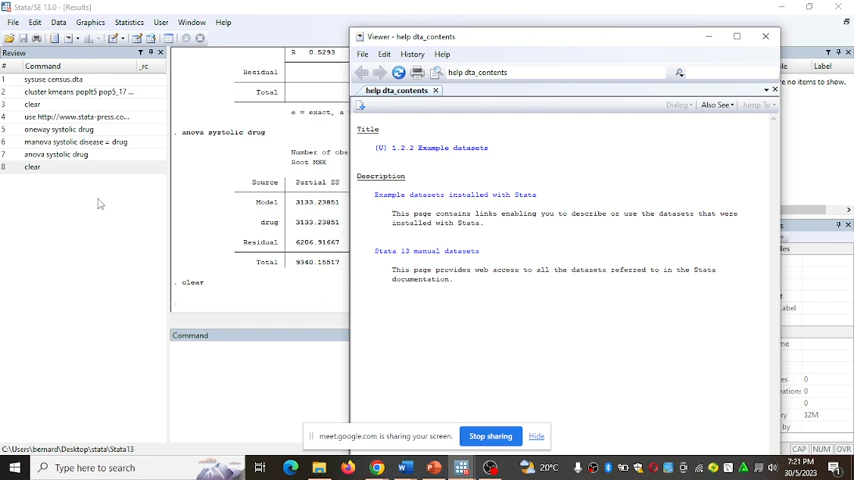 Stata/SE 13.0 - [Results]
File Edit Data Graphics Statistics User Window Help
Review
# Command _rc
1 sysuse census.dta
2 cluster kmeans poplt5 pop5_17 ...
3 clear
4 use http://www.stata-press.co...
5 oneway systolic drug
6 manova systolic disease = drug
7 anova systolic drug
8 clear
R 0.5293
Residual
Total
e = exact, a
. anova systolic drug
Number of obs
Root MSE
Source Partial SS
Model 3133.23851
drug 3133.23851
Residual 6206.91667
Total 9340.15517
. clear
.
Command
Viewer - help dta_contents
File Edit History Help
help dta_contents
help dta_contents
Dialog Also See Jump To
Title
[U] 1.2.2 Example datasets
Description
Example datasets installed with Stata
This page contains links enabling you to describe or use the datasets that were
installed with Stata.
Stata 13 manual datasets
This page provides web access to all the datasets referred to in the Stata
documentation.
Label
no items to show.
32M
meet.google.com is sharing your screen. Stop sharing Hide
C:\Users\bernard\Desktop\stata\Stata13
CAP NUM OVR
Type here to search
20°C
7:21 PM
30/5/2023